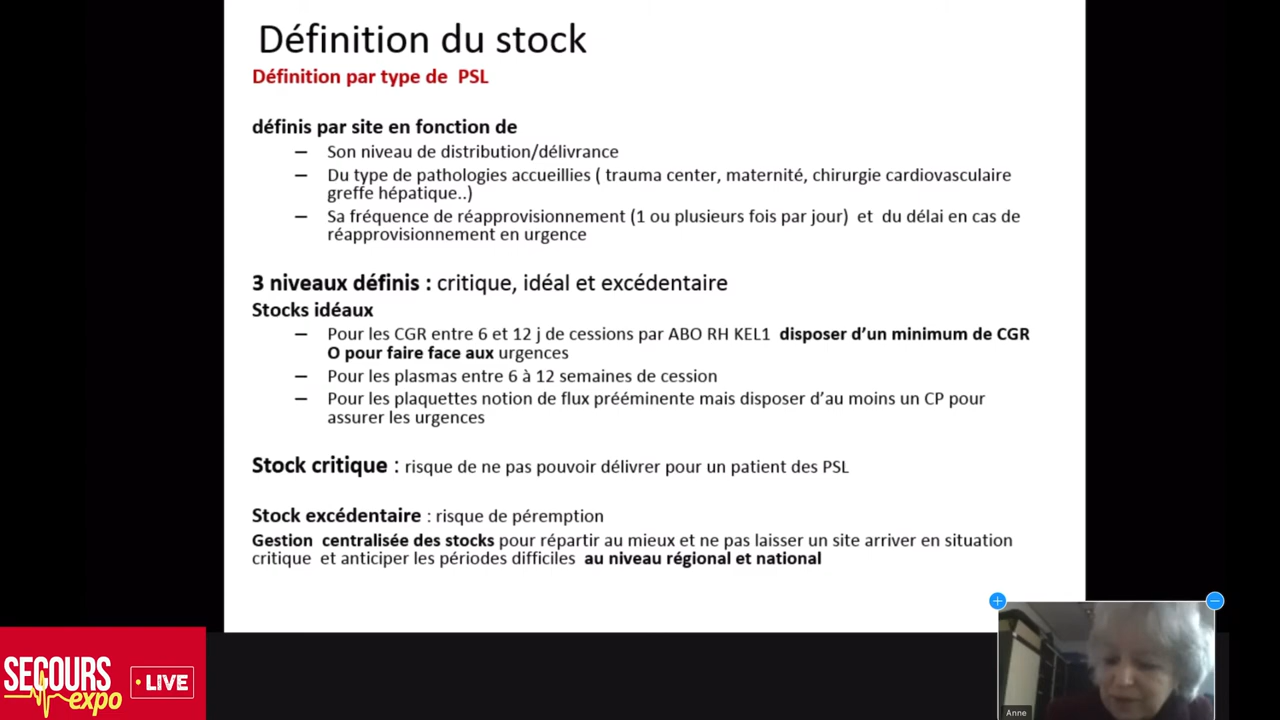 Définition du stock
Définition par type de PSL
définis par site en fonction de
– Son niveau de distribution/délivrance
– Du type de pathologies accueillies ( trauma center, maternité, chirurgie cardiovasculaire
greffe hépatique..)
– Sa fréquence de réapprovisionnement (1 ou plusieurs fois par jour) et du délai en cas de
réapprovisionnement en urgence
3 niveaux définis : critique, idéal et excédentaire
Stocks idéaux
– Pour les CGR entre 6 et 12 j de cessions par ABO RH KEL1 disposer d’un minimum de CGR
O pour faire face aux urgences
– Pour les plasmas entre 6 à 12 semaines de cession
– Pour les plaquettes notion de flux prééminente mais disposer d’au moins un CP pour
assurer les urgences
Stock critique : risque de ne pas pouvoir délivrer pour un patient des PSL
Stock excédentaire : risque de péremption
Gestion centralisée des stocks pour répartir au mieux et ne pas laisser un site arriver en situation
critique et anticiper les périodes difficiles au niveau régional et national
SECOURS
expo
LIVE
Anne